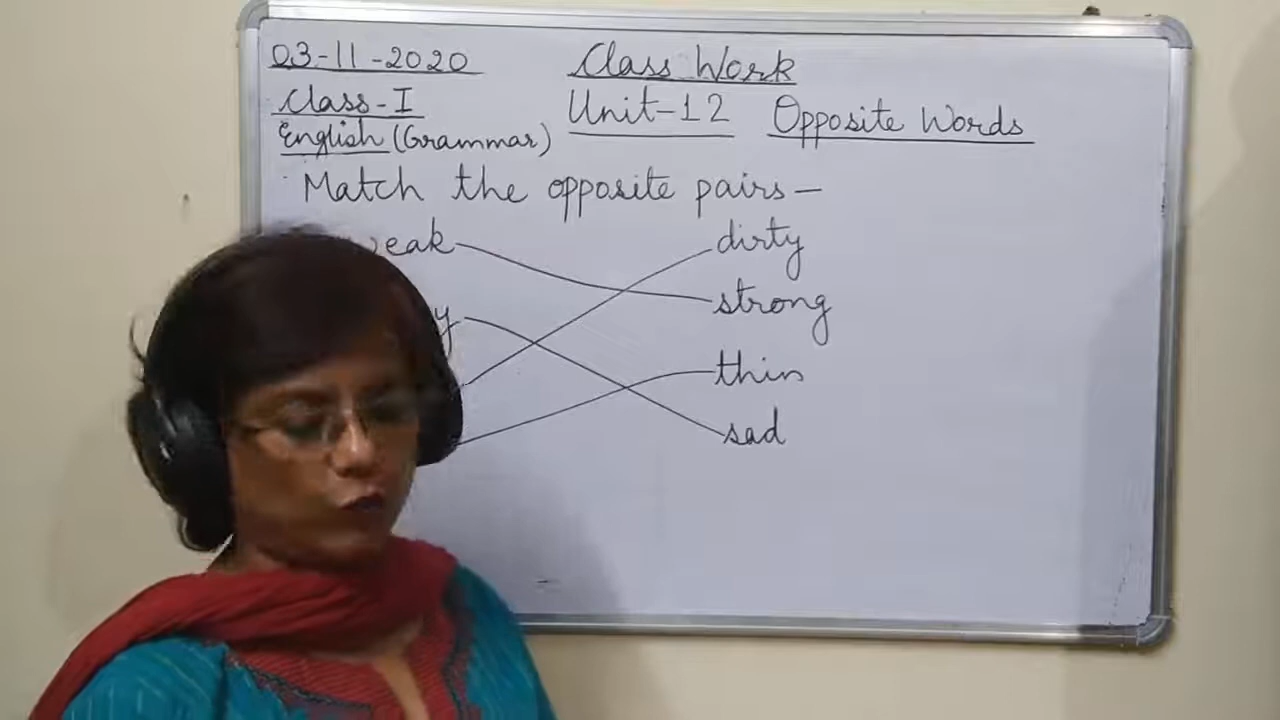 03-11-2020 Class Work
Class-I Unit-12 Opposite Words
English (Grammar)
Match the opposite pairs—
weak dirty
strong
thin
sad